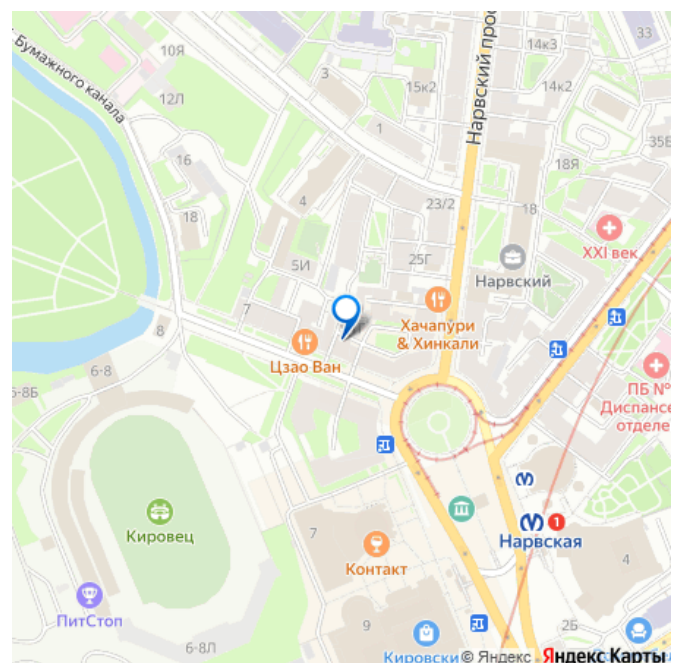 Бумажного канала
10Я
12Л
16
18
3
15к2
1
4
5И
7
8
6-8
6-8Б
Нарвский прос
14к3
14к2
33
35Б
18Я
23/2
18
25Г
XXI век
Нарвский
Хачапури
& Хинкали
Цзао Ван
ПБ №
Диспансе
отделе
Кировец
ПитСтоп
6-8Л
7
Контакт
9
Нарвская
1
4
2Б
Кировски
© Яндекс
Яндекс Карты